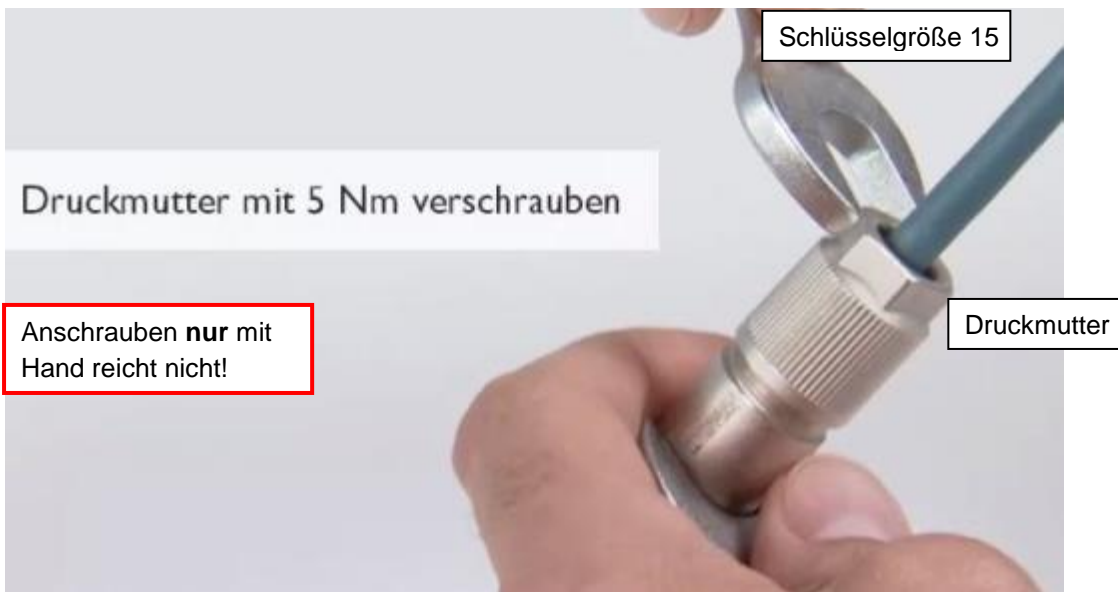 Schlüsselgröße 15
Druckmutter mit 5 Nm verschrauben
Anschrauben nur mit
Hand reicht nicht!
Druckmutter